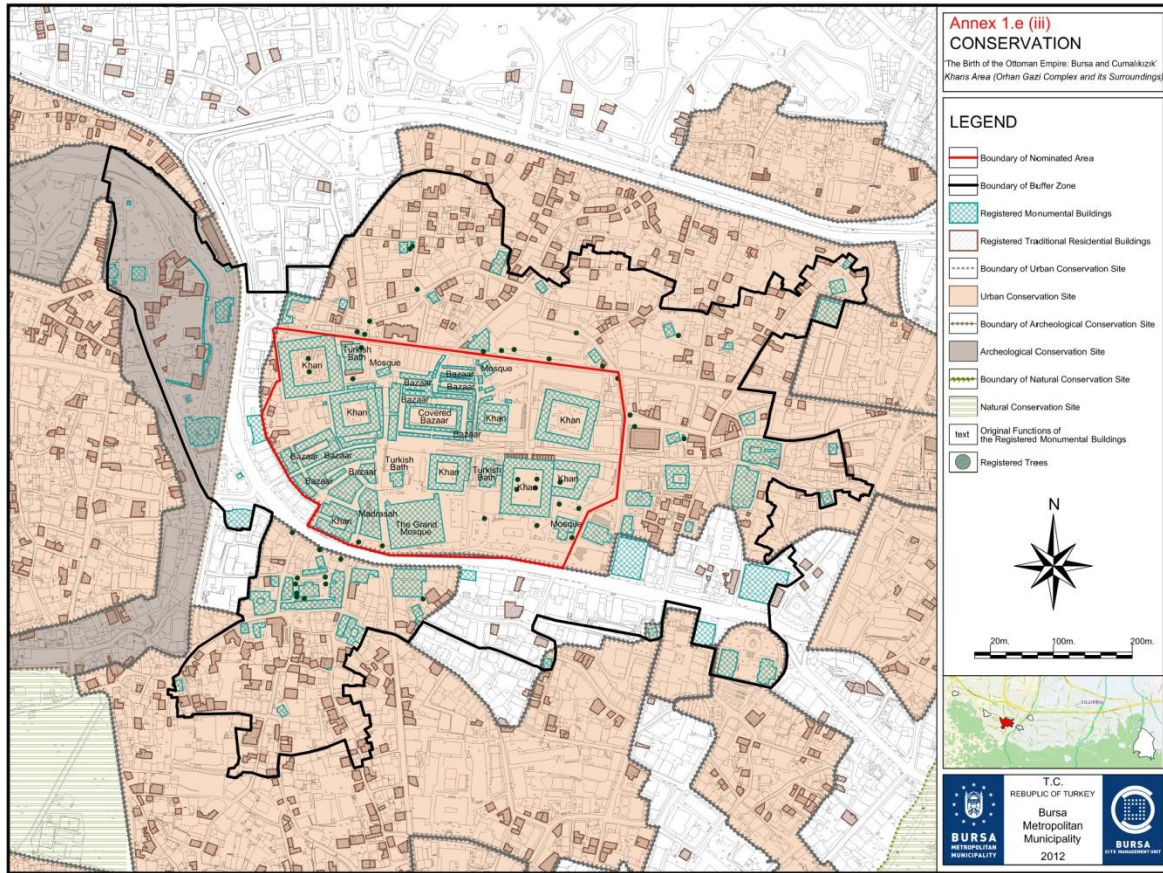 Annex 1.e (iii)
CONSERVATION
'The Birth of the Ottoman Empire: Bursa and Cumalıkızık'
Khans Area (Orhan Gazi Complex and its Surroundings)
LEGEND
Boundary of Nominated Area
Boundary of Buffer Zone
Registered Monumental Buildings
Registered Traditional Residential Buildings
Boundary of Urban Conservation Site
Urban Conservation Site
Boundary of Archeological Conservation Site
Archeological Conservation Site
Boundary of Natural Conservation Site
Natural Conservation Site
text
Original Functions of
the Registered Monumental Buildings
Registered Trees
N
20m. 100m. 200m.
T.C.
REBUPLIC OF TURKEY
Bursa
Metropolitan
Municipality
2012
BURSA
METROPOLITAN
MUNICIPALITY
BURSA
SITE MANAGEMENT UNIT
Khan
Turkish
Bath
Mosque
Bazaar
Mosque
Bazaar
Bazaar
Bazaar
Khan
Covered
Bazaar
Khan
Khan
Bazaar
Bazaar
Bazaar
Bazaar
Bazaar
Turkish
Bath
Khan
Turkish
Bath
Khan
Khan
Khan
Madrasah
The Grand
Mosque
Mosque